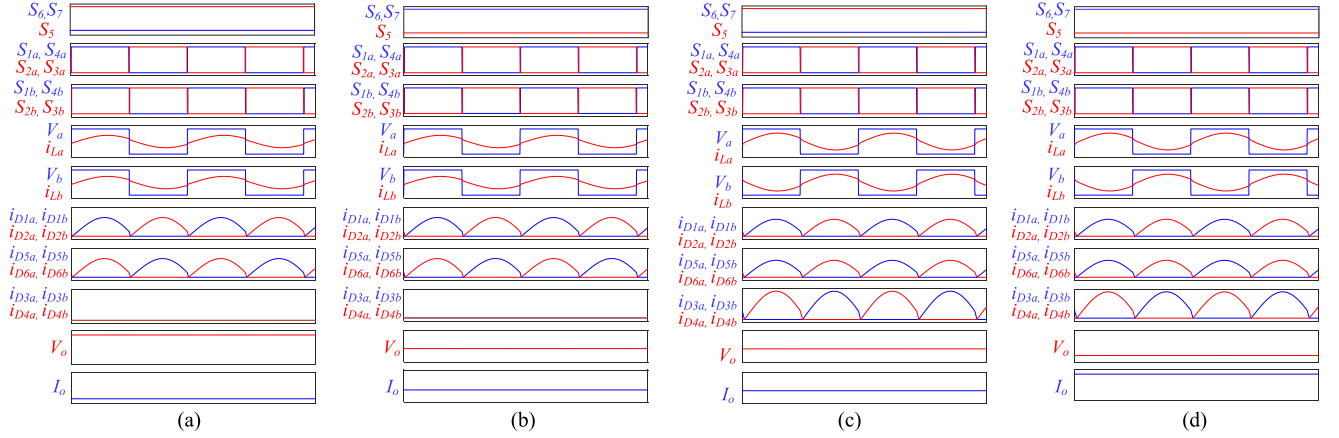 S6,S7
S5
S1a, S4a
S2a, S3a
S1b, S4b
S2b, S3b
Va
iLa
Vb
iLb
iD1a, iD1b
iD2a, iD2b
iD5a, iD5b
iD6a, iD6b
iD3a, iD3b
iD4a, iD4b
Vo
Io
(a)
S6,S7
S5
S1a, S4a
S2a, S3a
S1b, S4b
S2b, S3b
Va
iLa
Vb
iLb
iD1a, iD1b
iD2a, iD2b
iD5a, iD5b
iD6a, iD6b
iD3a, iD3b
iD4a, iD4b
Vo
Io
(b)
S6,S7
S5
S1a, S4a
S2a, S3a
S1b, S4b
S2b, S3b
Va
iLa
Vb
iLb
iD1a, iD1b
iD2a, iD2b
iD5a, iD5b
iD6a, iD6b
iD3a, iD3b
iD4a, iD4b
Vo
Io
(c)
S6,S7
S5
S1a, S4a
S2a, S3a
S1b, S4b
S2b, S3b
Va
iLa
Vb
iLb
iD1a, iD1b
iD2a, iD2b
iD5a, iD5b
iD6a, iD6b
iD3a, iD3b
iD4a, iD4b
Vo
Io
(d)